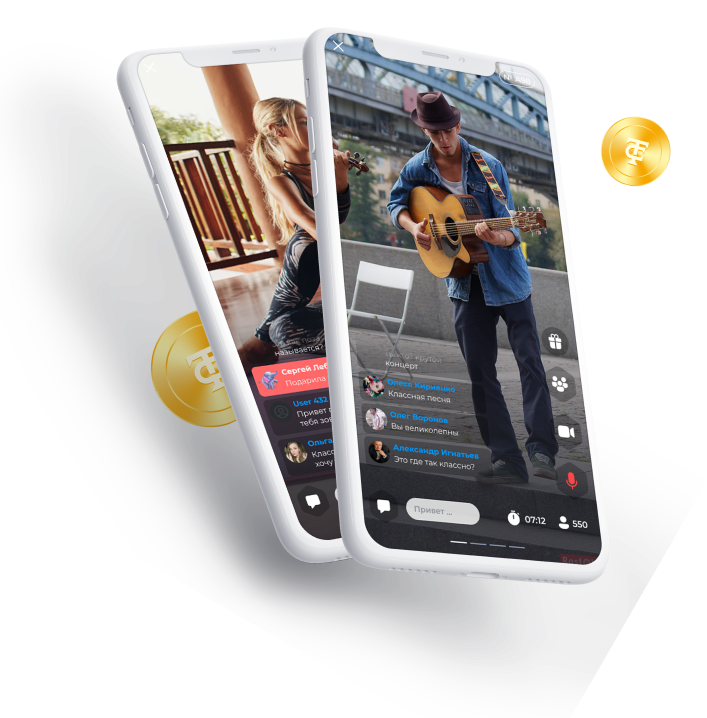 называется?
Сергей Леб
Подарила
User 432
Привет
тебя зов
Ольга
Класс
хочу
концерт
Олеся Кириенко
Классная песня
Олег Воронов
Вы великолепны
Александр Игнатьев
Это где так классно?
Привет ...
07:12
550